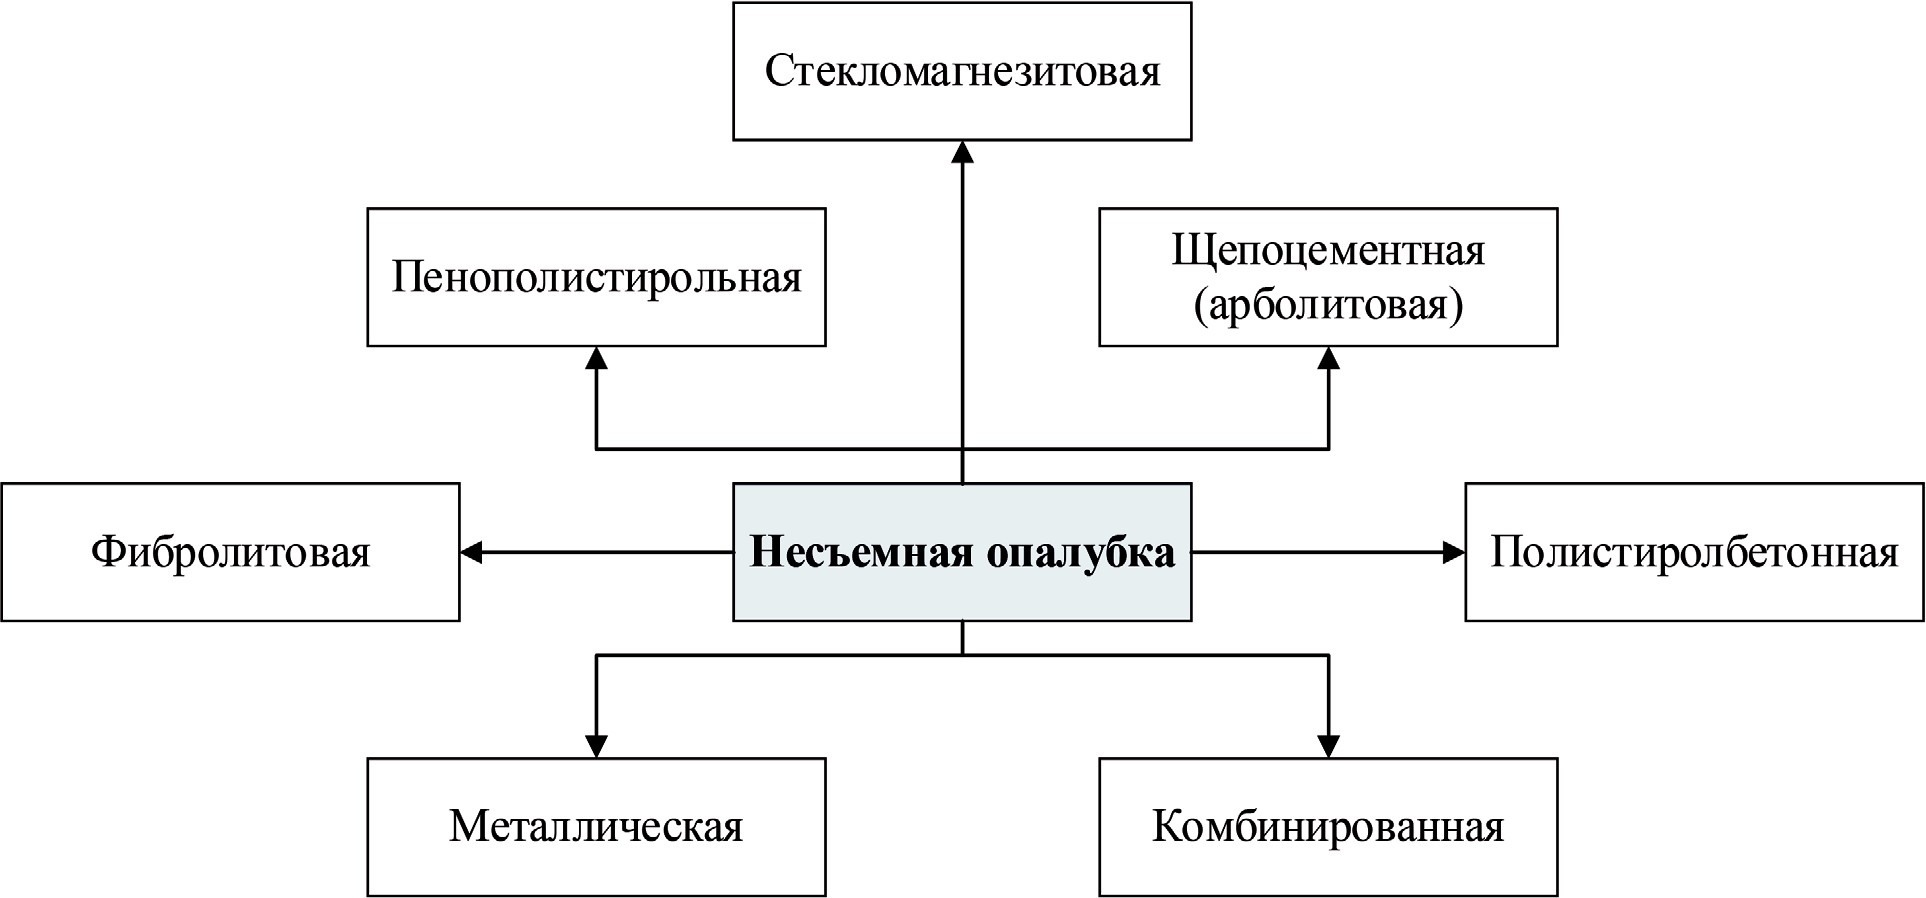 Стекломагнезитовая
Пенополистирольная
Щепоцементная
(арболитовая)
Фибролитовая
Несъемная опалубка
Полистиролбетонная
Металлическая
Комбинированная